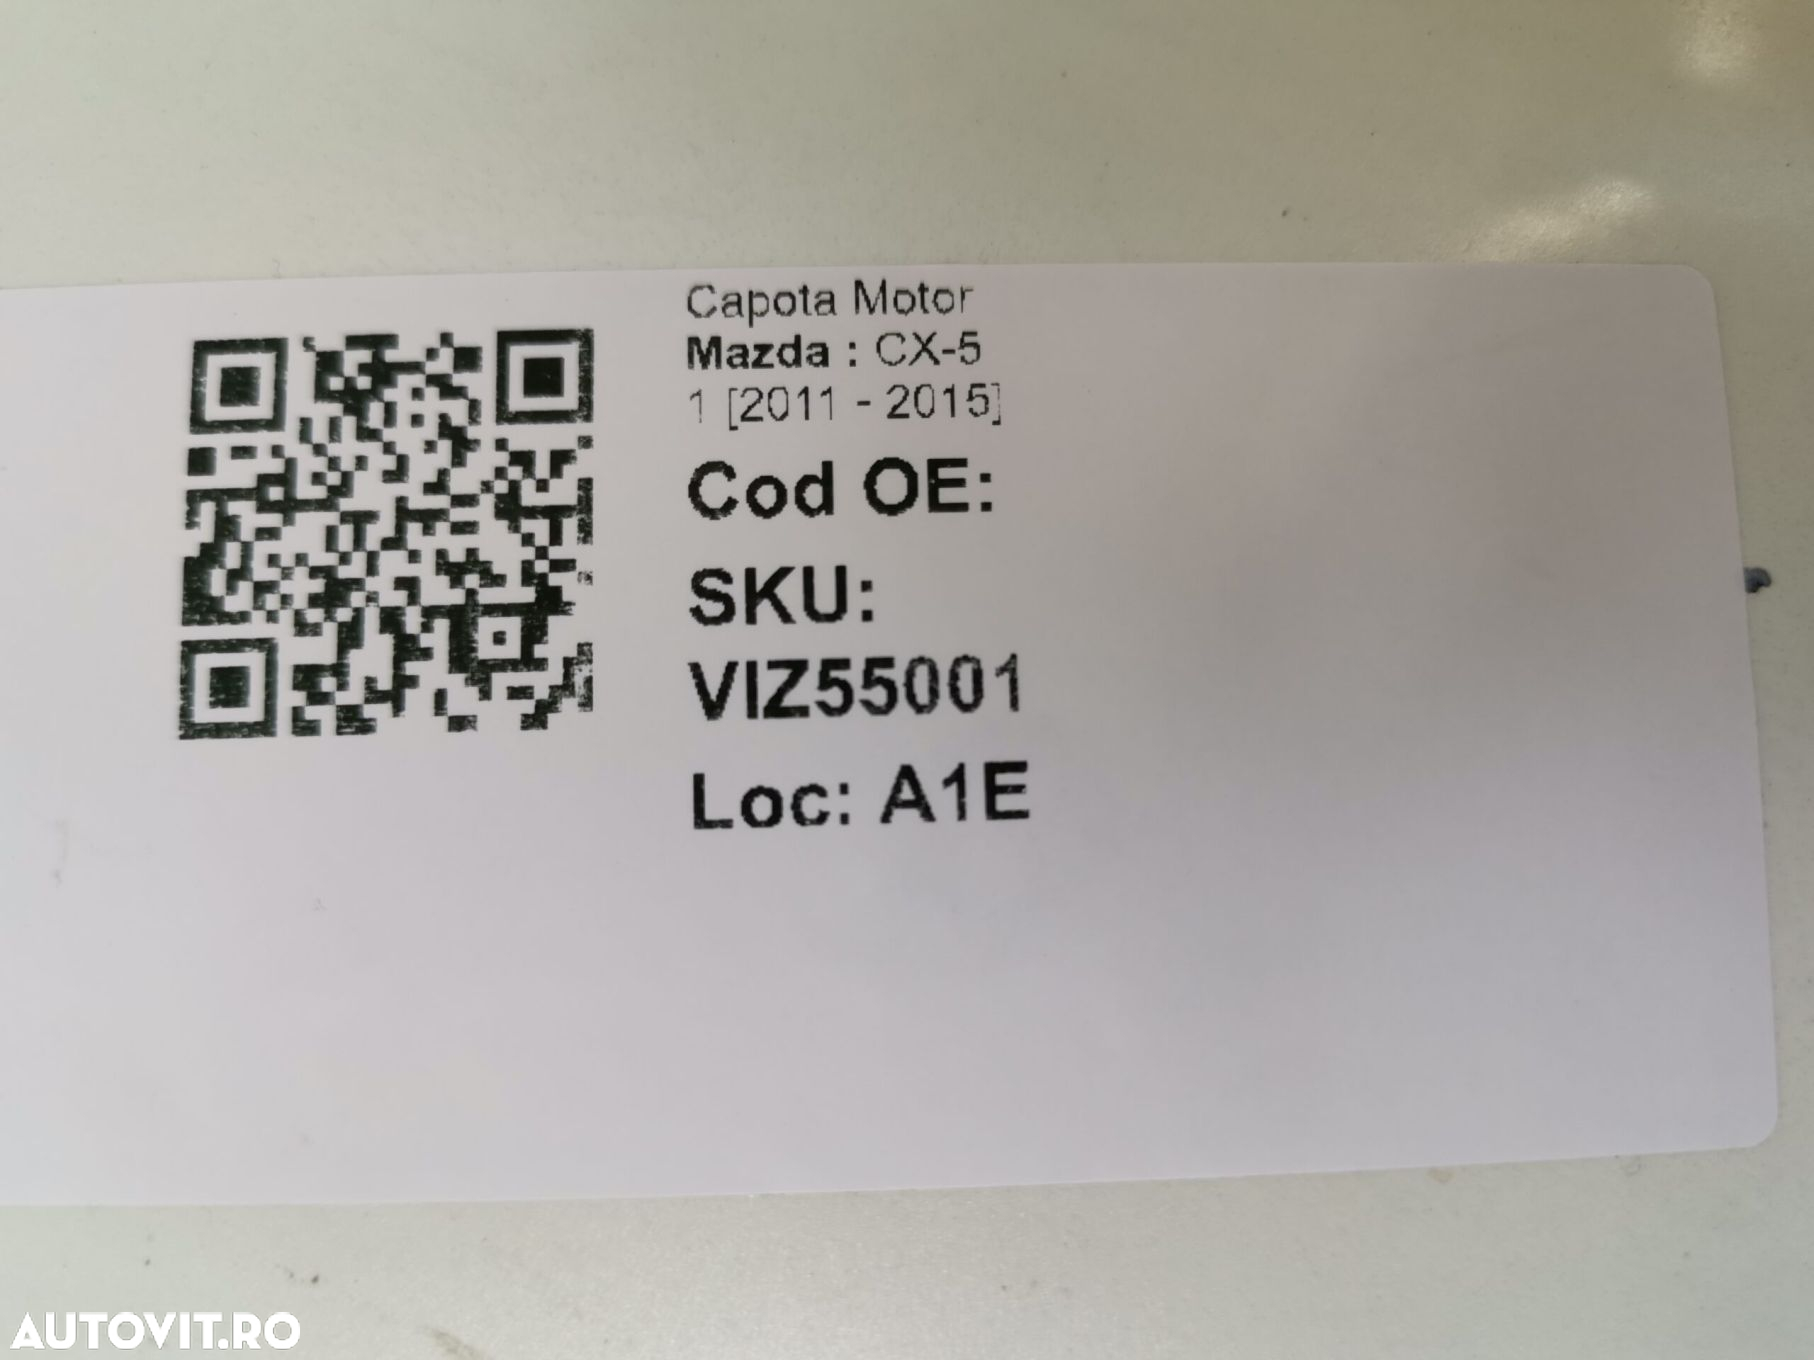 Capota Motor
Mazda : CX-5
1 [2011 - 2015]
Cod OE:
SKU:
VIZ55001
Loc: A1E
AUTOVIT.RO